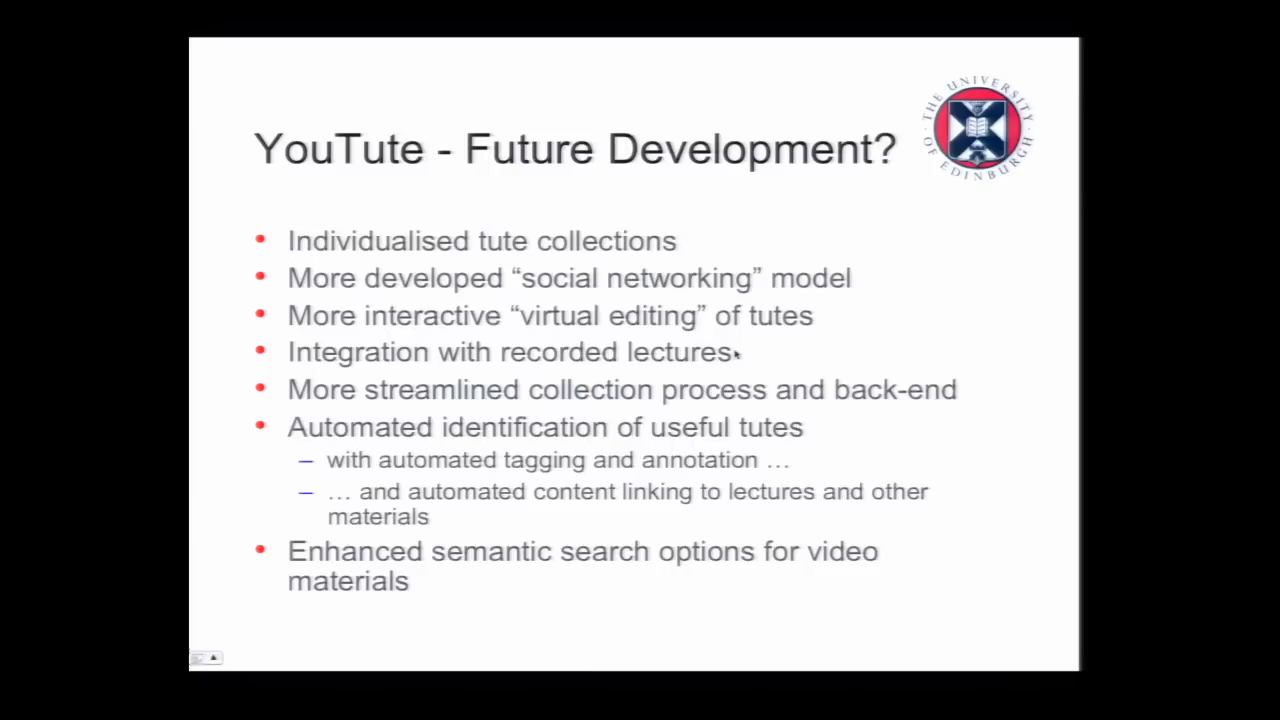 YouTute - Future Development?
THE UNIVERSITY OF EDINBURGH
• Individualised tute collections
• More developed “social networking” model
• More interactive “virtual editing” of tutes
• Integration with recorded lectures
• More streamlined collection process and back-end
• Automated identification of useful tutes
– with automated tagging and annotation …
– … and automated content linking to lectures and other
materials
• Enhanced semantic search options for video
materials